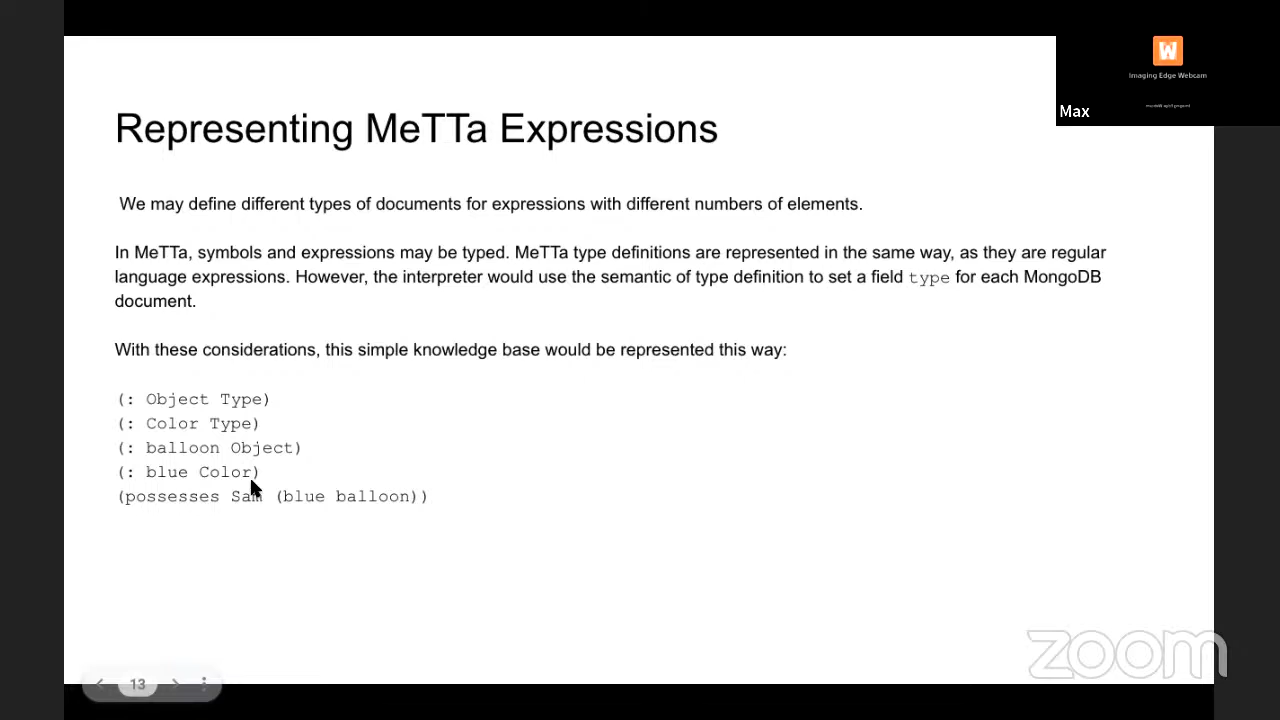 Imaging Edge Webcam
Max
Representing MeTTa Expressions
We may define different types of documents for expressions with different numbers of elements.
In MeTTa, symbols and expressions may be typed. MeTTa type definitions are represented in the same way, as they are regular
language expressions. However, the interpreter would use the semantic of type definition to set a field type for each MongoDB
document.
With these considerations, this simple knowledge base would be represented this way:
(: Object Type)
(: Color Type)
(: balloon Object)
(: blue Color)
(possesses Sam (blue balloon))
zoom
13